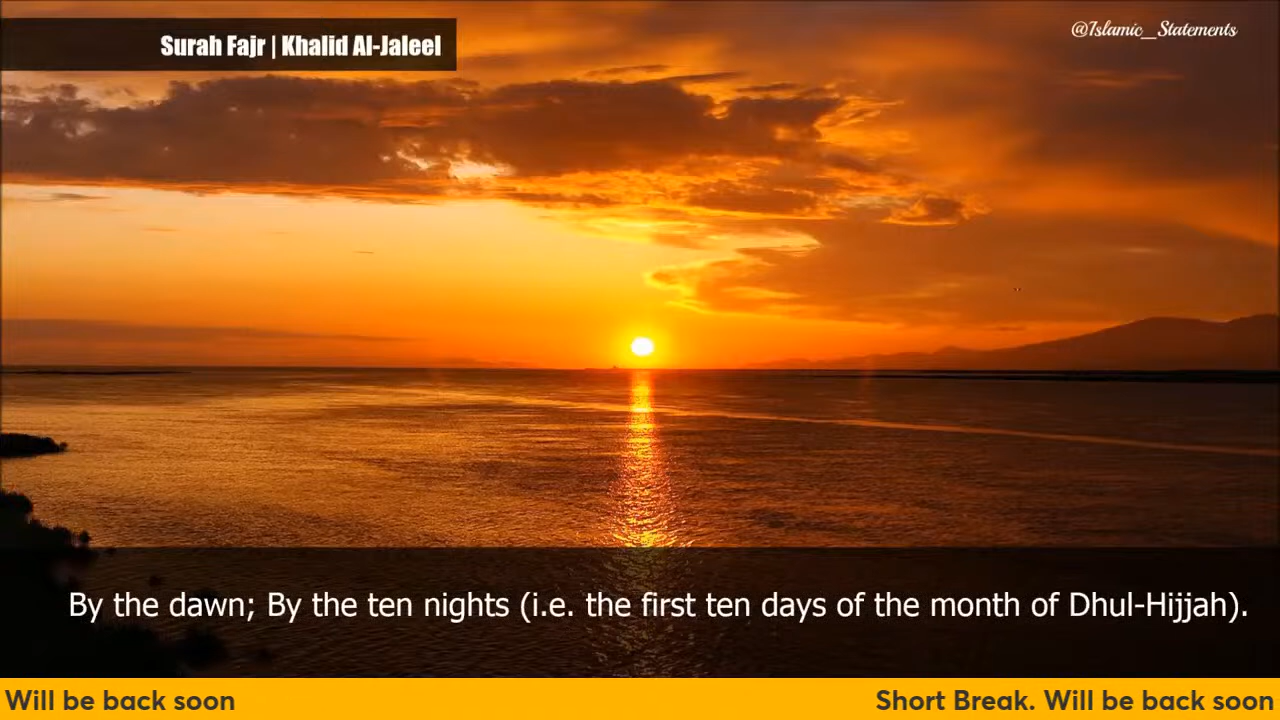 Surah Fajr | Khalid Al-Jaleel
@Islamic_Statements
By the dawn; By the ten nights (i.e. the first ten days of the month of Dhul-Hijjah).
Will be back soon
Short Break. Will be back soon